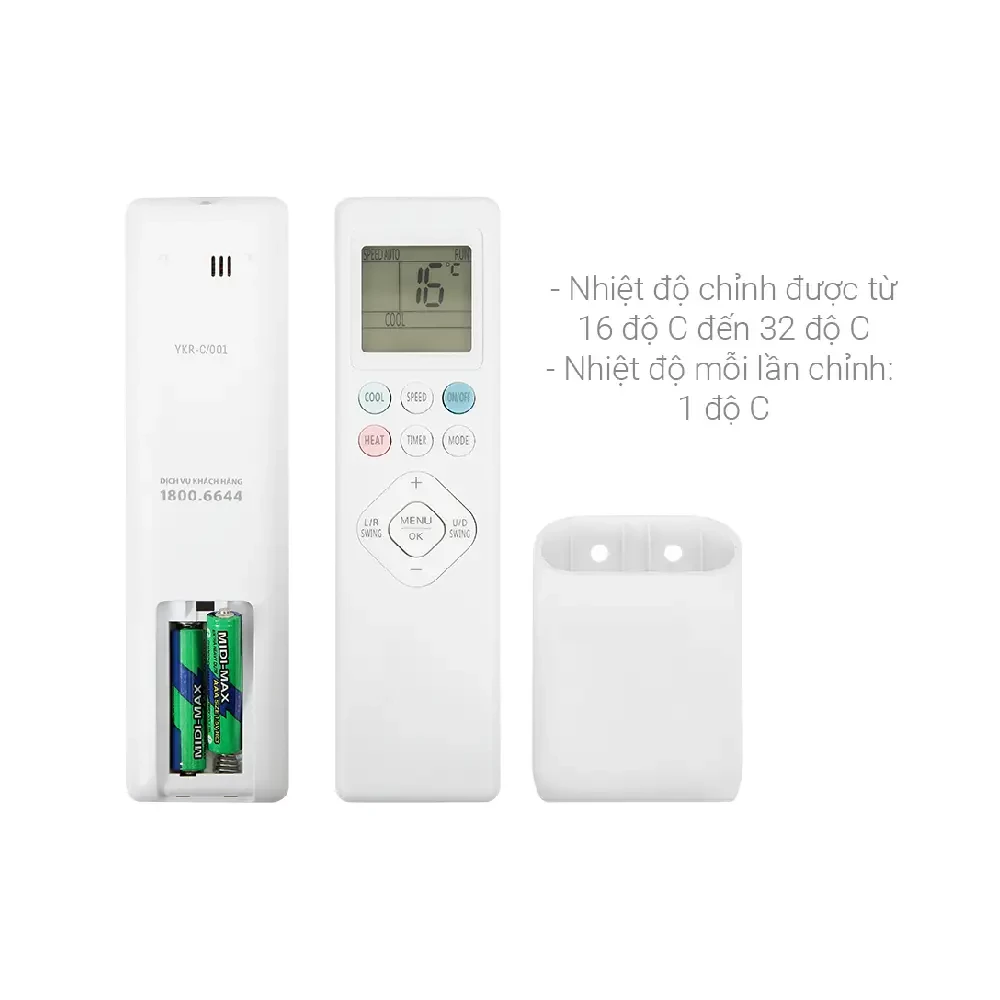 YKR-C/001
DỊCH VỤ KHÁCH HÀNG
1800.6644
MIDI-MAX
MIDI-MAX
AAA SIZE
SPEED AUTO FUN
16°C
COOL
COOL SPEED ON/OFF
HEAT TIMER MODE
+
L/R SWING
MENU
OK
U/D SWING
−
- Nhiệt độ chỉnh được từ
16 độ C đến 32 độ C
- Nhiệt độ mỗi lần chỉnh:
1 độ C